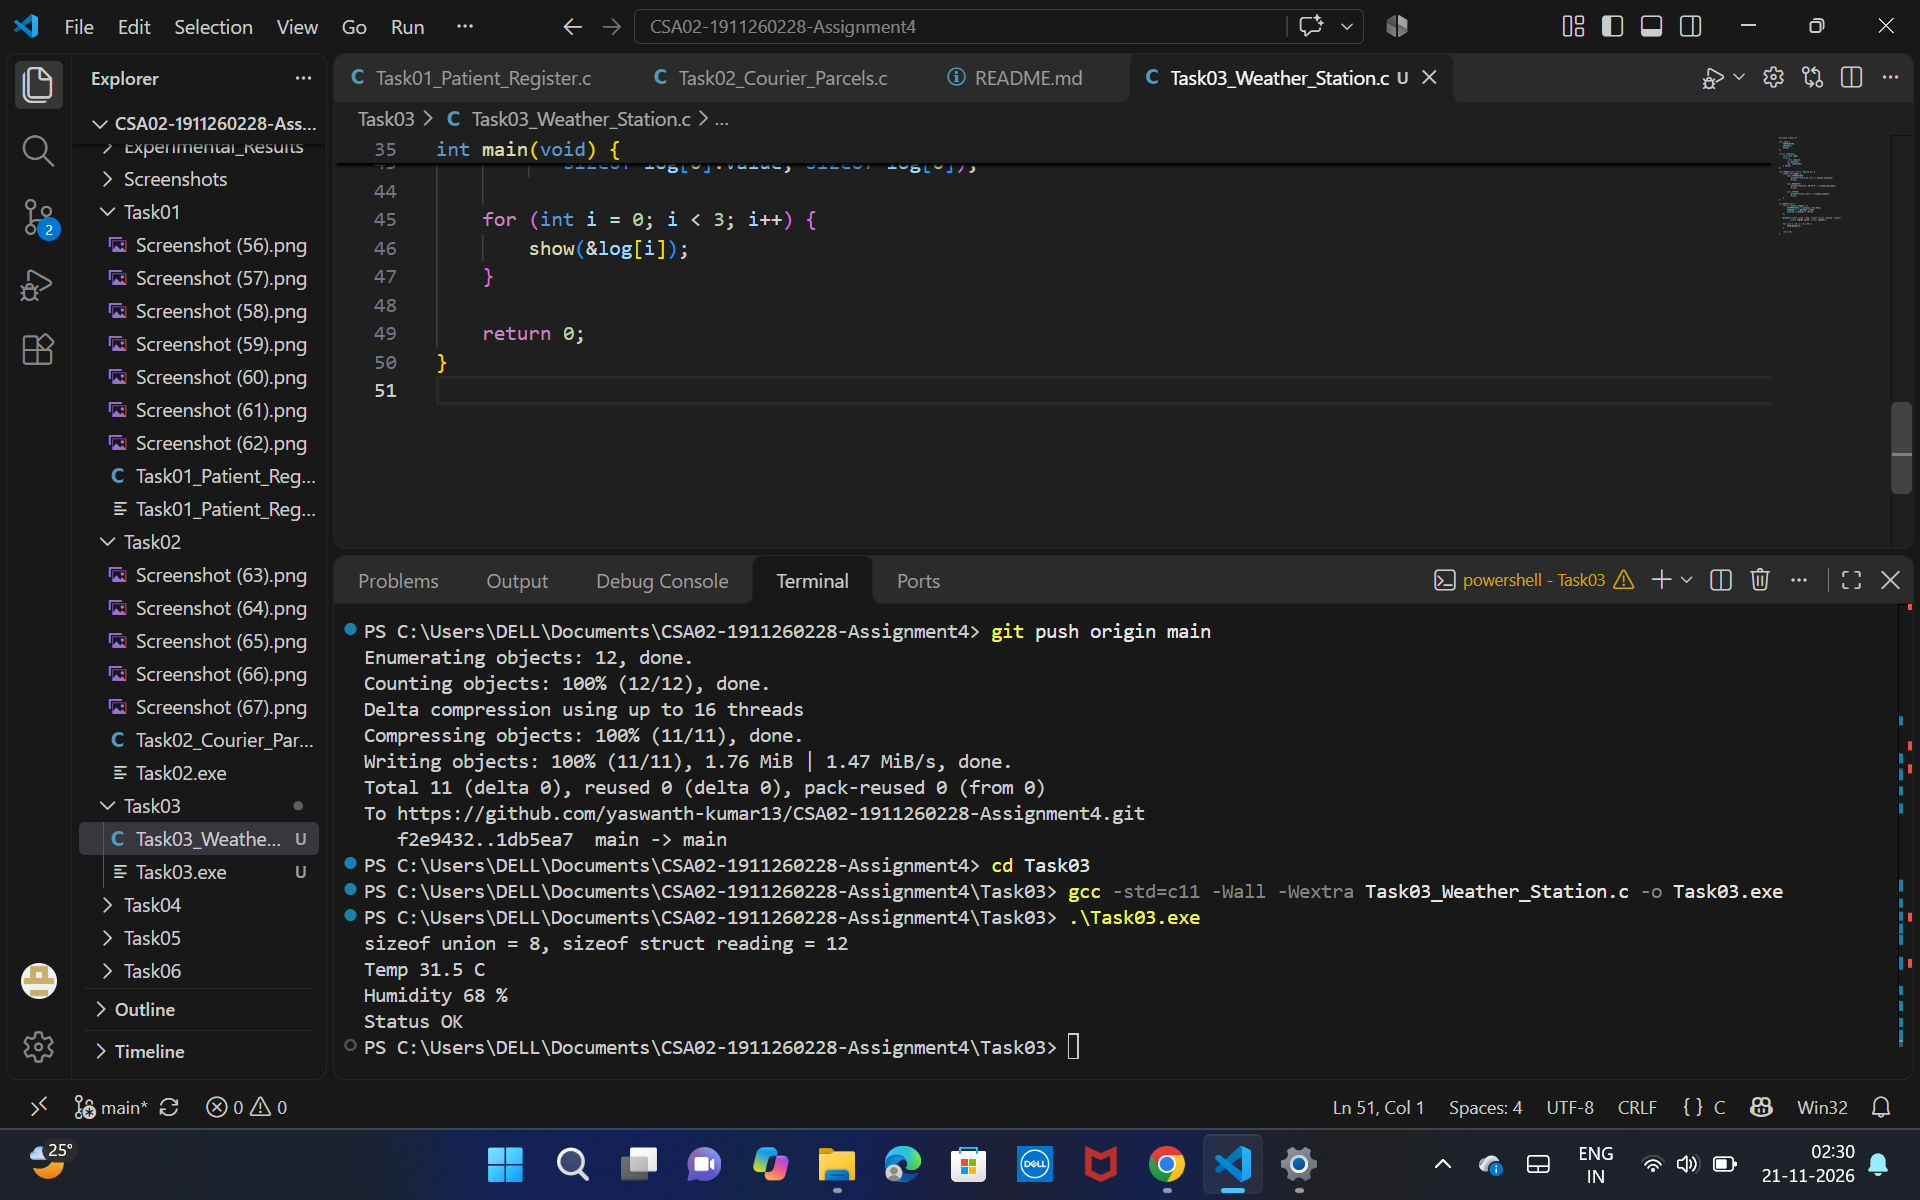 File Edit Selection View Go Run ···
CSA02-1911260228-Assignment4
Explorer
CSA02-1911260228-Ass...
Experimental_Results
Screenshots
Task01
Screenshot (56).png
Screenshot (57).png
Screenshot (58).png
Screenshot (59).png
Screenshot (60).png
Screenshot (61).png
Screenshot (62).png
Task01_Patient_Reg...
Task01_Patient_Reg...
Task02
Screenshot (63).png
Screenshot (64).png
Screenshot (65).png
Screenshot (66).png
Screenshot (67).png
Task02_Courier_Par...
Task02.exe
Task03
Task03_Weathe... U
Task03.exe U
Task04
Task05
Task06
Outline
Timeline
2
C Task01_Patient_Register.c C Task02_Courier_Parcels.c README.md C Task03_Weather_Station.c U
Task03 > C Task03_Weather_Station.c > ...
35 int main(void) {
sizeof log[0].value, sizeof log[0]);
44
45 for (int i = 0; i < 3; i++) {
46 show(&log[i]);
47 }
48
49 return 0;
50 }
51
Problems Output Debug Console Terminal Ports
powershell - Task03
PS C:\Users\DELL\Documents\CSA02-1911260228-Assignment4> git push origin main
Enumerating objects: 12, done.
Counting objects: 100% (12/12), done.
Delta compression using up to 16 threads
Compressing objects: 100% (11/11), done.
Writing objects: 100% (11/11), 1.76 MiB | 1.47 MiB/s, done.
Total 11 (delta 0), reused 0 (delta 0), pack-reused 0 (from 0)
To https://github.com/yaswanth-kumar13/CSA02-1911260228-Assignment4.git
f2e9432..1db5ea7 main -> main
PS C:\Users\DELL\Documents\CSA02-1911260228-Assignment4> cd Task03
PS C:\Users\DELL\Documents\CSA02-1911260228-Assignment4\Task03> gcc -std=c11 -Wall -Wextra Task03_Weather_Station.c -o Task03.exe
PS C:\Users\DELL\Documents\CSA02-1911260228-Assignment4\Task03> .\Task03.exe
sizeof union = 8, sizeof struct reading = 12
Temp 31.5 C
Humidity 68 %
Status OK
PS C:\Users\DELL\Documents\CSA02-1911260228-Assignment4\Task03>
main* 0 0
Ln 51, Col 1 Spaces: 4 UTF-8 CRLF {} C Win32
25°
DELL
ENG
IN
02:30
21-11-2026